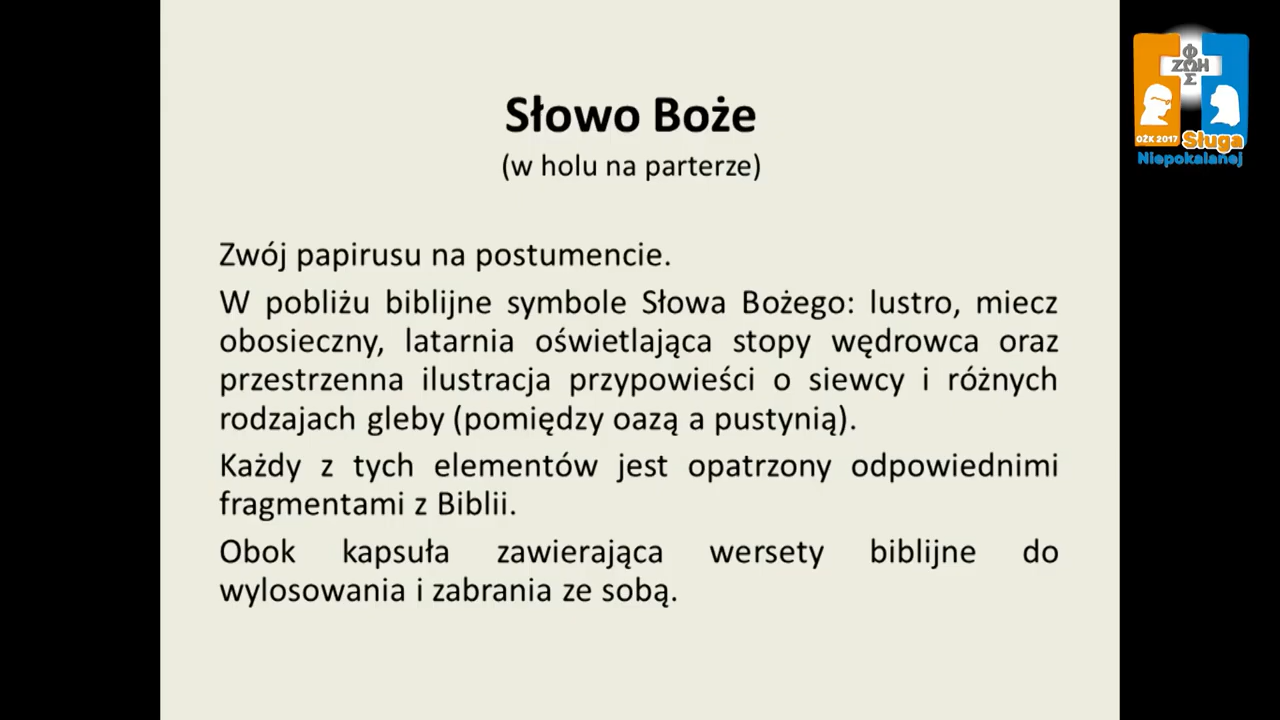 Słowo Boże
(w holu na parterze)
Zwój papirusu na postumencie.
W pobliżu biblijne symbole Słowa Bożego: lustro, miecz
obosieczny, latarnia oświetlająca stopy wędrowca oraz
przestrzenna ilustracja przypowieści o siewcy i różnych
rodzajach gleby (pomiędzy oazą a pustynią).
Każdy z tych elementów jest opatrzony odpowiednimi
fragmentami z Biblii.
Obok kapsuła zawierająca wersety biblijne do
wylosowania i zabrania ze sobą.
Φ
ΖΩΗ
Σ
OŻK 2017 Sługa
Niepokalanej